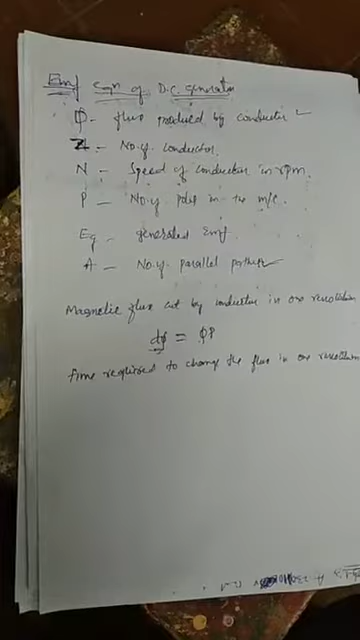 Emf Eqn of D.C. generator
Φ - flux produced by conductor
Z - No. of conductor.
N - Speed of conductor in rpm.
P - No. of poles in the m/c.
Eg - generated Emf.
A - No. of parallel
Magnetic flux cut by conductor in one revolution
dφ = φP
Time required to change the flux in one revolution